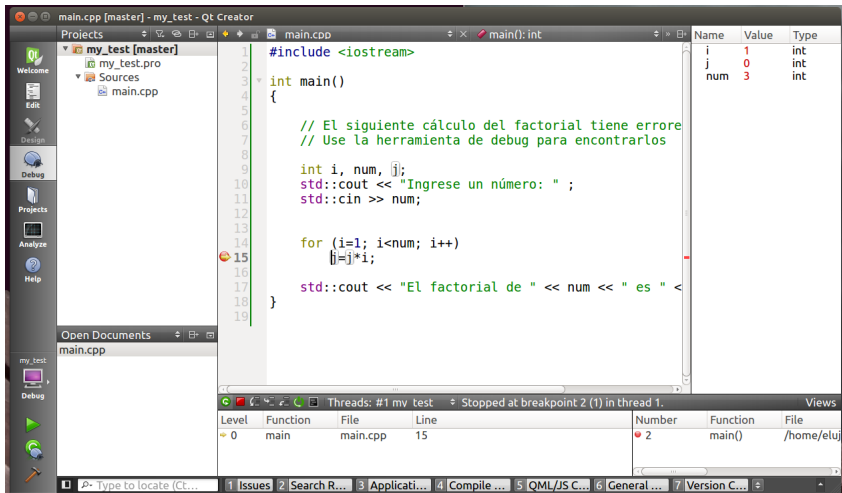 main.cpp [master] - my_test - Qt Creator
Projects
my_test [master]
my_test.pro
Sources
main.cpp
Welcome
Edit
Design
Debug
Projects
Analyze
Help
my_test
Debug
Open Documents
main.cpp
main.cpp
main(): int
1 #include <iostream>
2
3 int main()
4 {
5
6 // El siguiente cálculo del factorial tiene errore
7 // Use la herramienta de debug para encontrarlos
8
9 int i, num, j;
10 std::cout << "Ingrese un número: " ;
11 std::cin >> num;
12
13
14 for (i=1; i<num; i++)
15 j=j*i;
16
17 std::cout << "El factorial de " << num << " es " <
18 }
19
Name Value Type
i 1 int
j 0 int
num 3 int
Threads: #1 my_test Stopped at breakpoint 2 (1) in thread 1. Views
Level Function File Line
0 main main.cpp 15
Number Function File
2 main() /home/eluj
Type to locate (Ct...
1 Issues 2 Search R... 3 Applicati... 4 Compile ... 5 QML/JS C... 6 General ... 7 Version C...